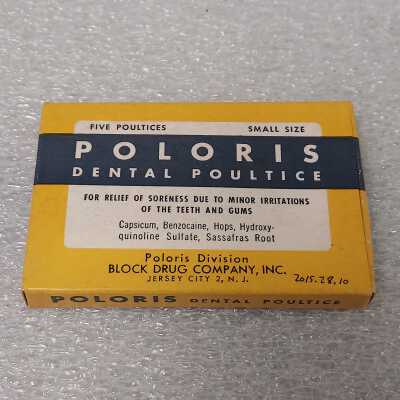 FIVE POULTICES SMALL SIZE
POLORIS
DENTAL POULTICE
FOR RELIEF OF SORENESS DUE TO MINOR IRRITATIONS
OF THE TEETH AND GUMS
Capsicum, Benzocaine, Hops, Hydroxy-
quinoline Sulfate, Sassafras Root
Poloris Division
BLOCK DRUG COMPANY, INC.
JERSEY CITY 2, N. J.
2015.28.10
POLORIS DENTAL POULTICE